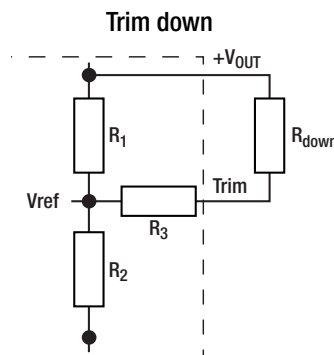 Trim down
+VOUT
R1
Rdown
Vref
Trim
R3
R2